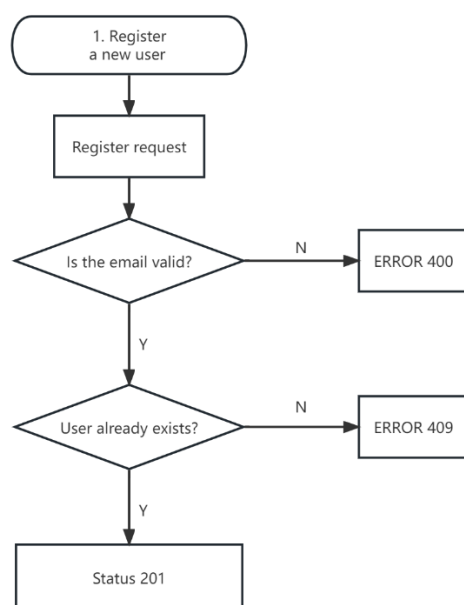 1. Register
a new user
Register request
Is the email valid?
N
ERROR 400
Y
User already exists?
N
ERROR 409
Y
Status 201